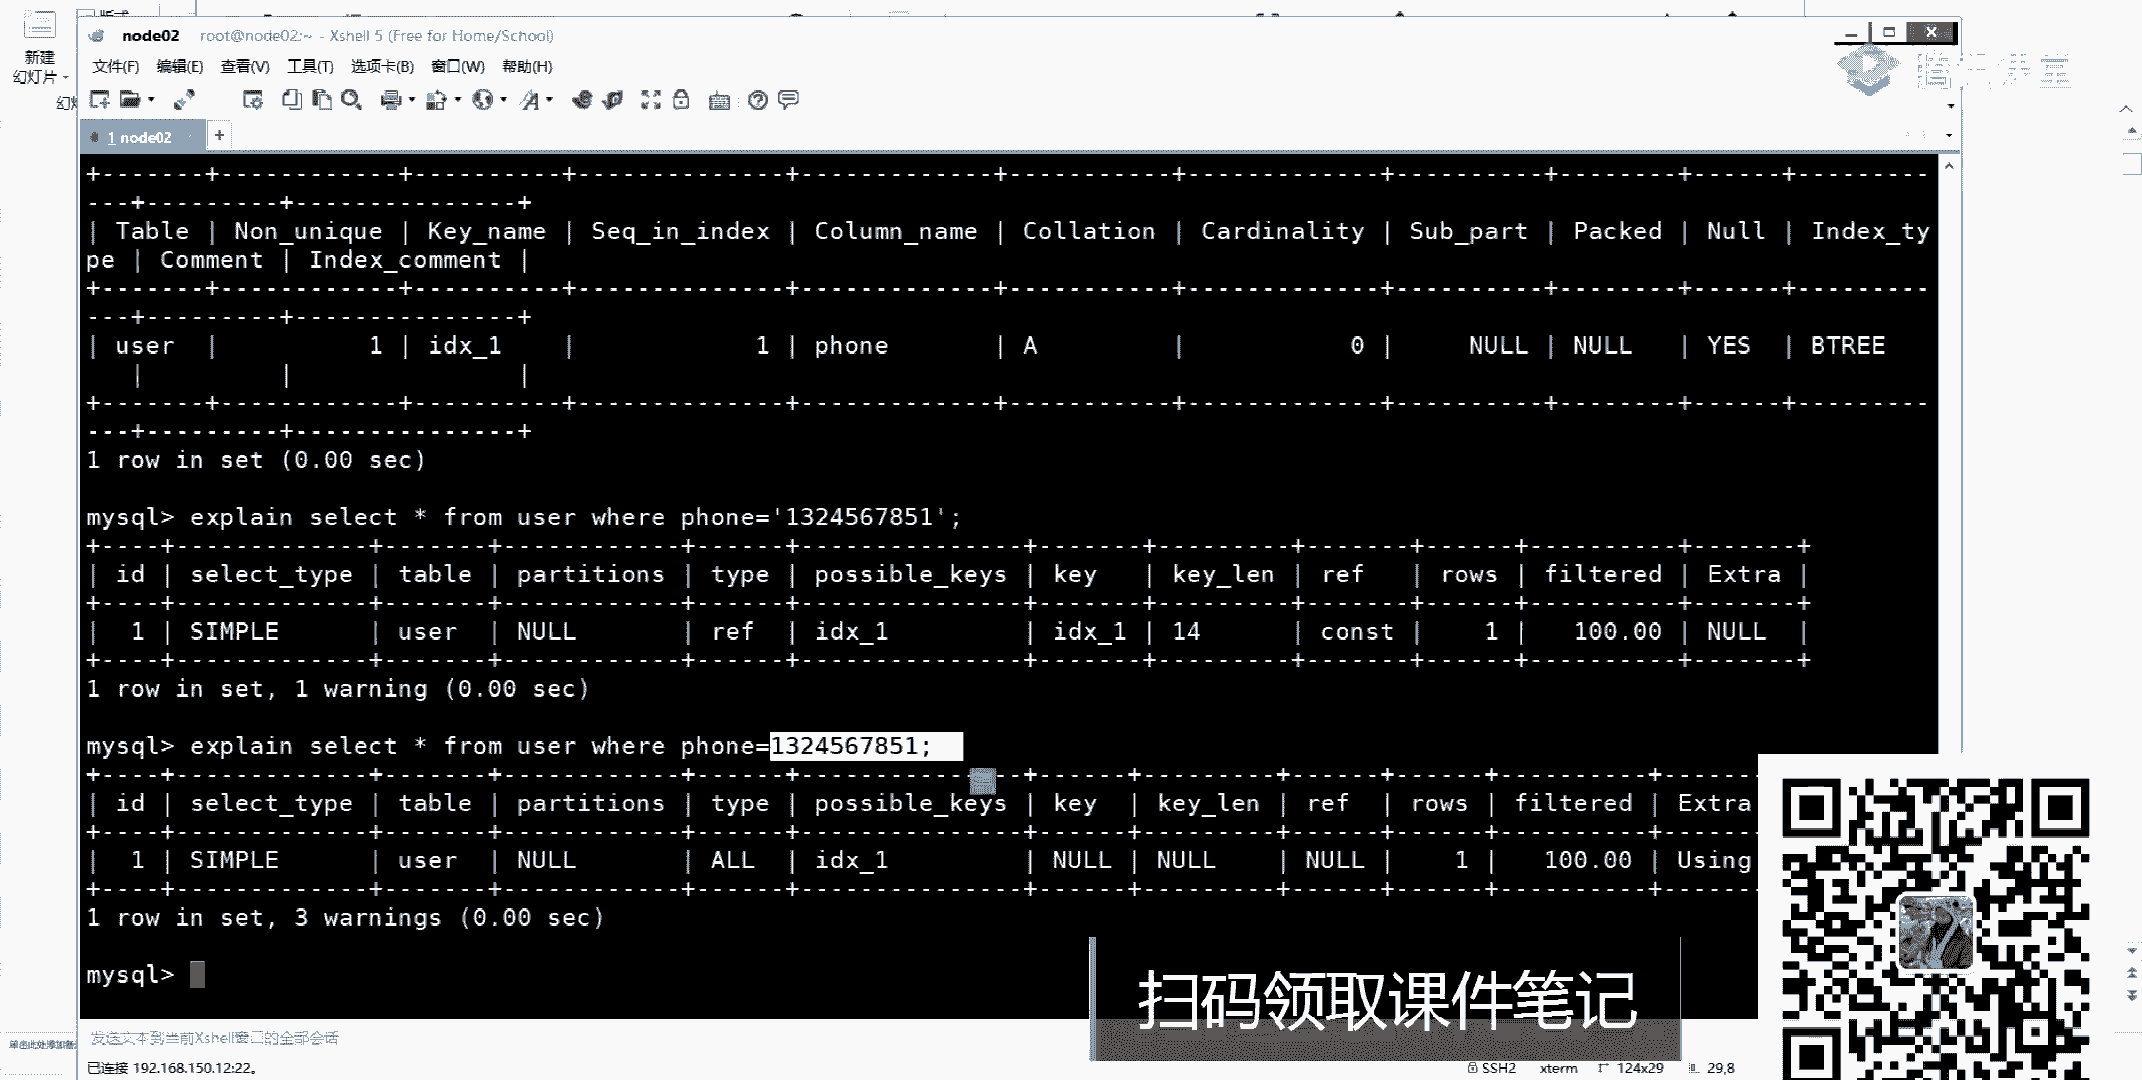 新建
幻灯片
node02 root@node02:~ - Xshell 5 (Free for Home/School)
文件(F) 编辑(E) 查看(V) 工具(T) 选项卡(B) 窗口(W) 帮助(H)
1 node02 +
+-------+------------+----------+--------------+-------------+-----------+-------------+----------+--------+------+---------
---+---------+---------------+
| Table | Non_unique | Key_name | Seq_in_index | Column_name | Collation | Cardinality | Sub_part | Packed | Null | Index_ty
pe | Comment | Index_comment |
+-------+------------+----------+--------------+-------------+-----------+-------------+----------+--------+------+---------
---+---------+---------------+
| user  |          1 | idx_1    |            1 | phone       | A         |           0 |     NULL | NULL   | YES  | BTREE
   |         |               |
+-------+------------+----------+--------------+-------------+-----------+-------------+----------+--------+------+---------
---+---------+---------------+
1 row in set (0.00 sec)
mysql> explain select * from user where phone='1324567851';
+----+-------------+-------+------------+------+---------------+-------+---------+-------+------+----------+-------+
| id | select_type | table | partitions | type | possible_keys | key   | key_len | ref   | rows | filtered | Extra |
+----+-------------+-------+------------+------+---------------+-------+---------+-------+------+----------+-------+
|  1 | SIMPLE      | user  | NULL       | ref  | idx_1         | idx_1 | 14      | const |    1 |   100.00 | NULL  |
+----+-------------+-------+------------+------+---------------+-------+---------+-------+------+----------+-------+
1 row in set, 1 warning (0.00 sec)
mysql> explain select * from user where phone=1324567851;
+----+-------------+-------+------------+------+---------------+------+---------+------+------+----------+------
| id | select_type | table | partitions | type | possible_keys | key  | key_len | ref  | rows | filtered | Extra
+----+-------------+-------+------------+------+---------------+------+---------+------+------+----------+------
|  1 | SIMPLE      | user  | NULL       | ALL  | idx_1         | NULL | NULL    | NULL |    1 |   100.00 | Using
+----+-------------+-------+------------+------+---------------+------+---------+------+------+----------+------
1 row in set, 3 warnings (0.00 sec)
mysql>
扫码领取课件笔记
发送文本到当前Xshell窗口的全部会话
已连接 192.168.150.12:22。 SSH2 xterm 124x29 29,8